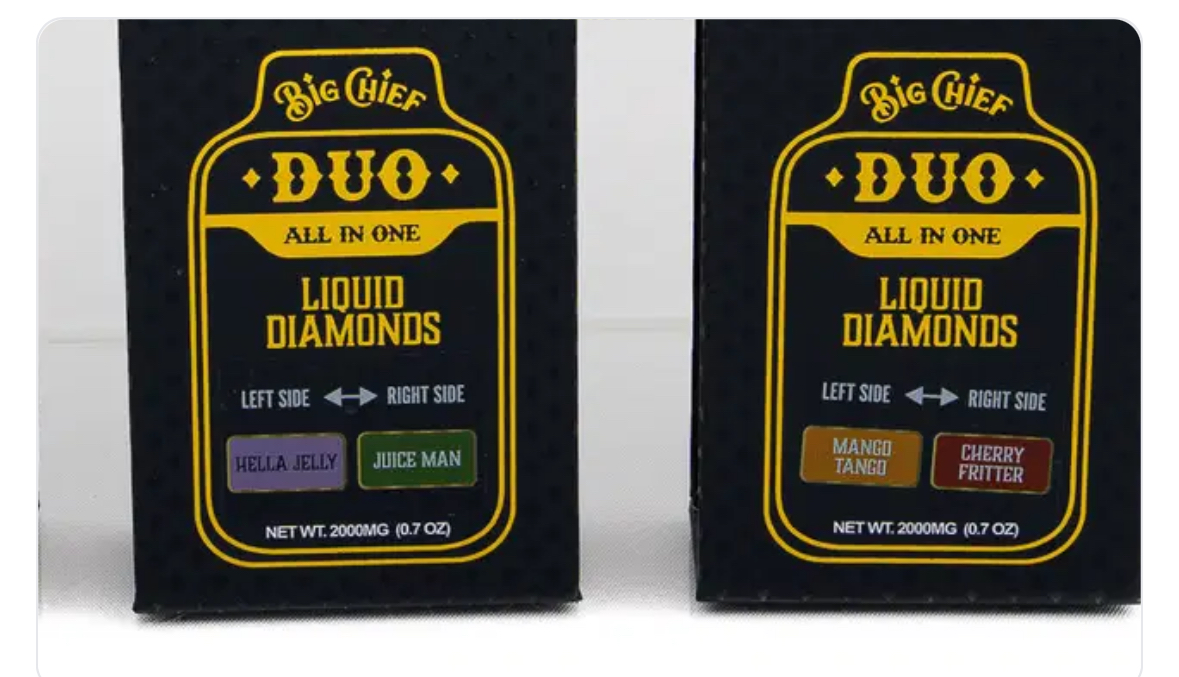 BIG CHIEF
DUO
ALL IN ONE
LIQUID
DIAMONDS
LEFT SIDE RIGHT SIDE
HELLA JELLY JUICE MAN
NET WT. 2000MG (0.7 OZ)
BIG CHIEF
DUO
ALL IN ONE
LIQUID
DIAMONDS
LEFT SIDE RIGHT SIDE
MANGO
TANGO
CHERRY
FRITTER
NET WT. 2000MG (0.7 OZ)